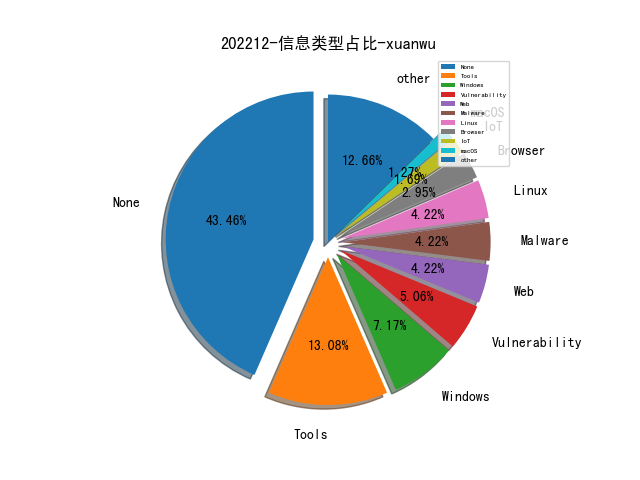 202212-信息类型占比-xuanwu
other
None
Tools
Windows
Vulnerability
Web
Malware
Linux
Browser
IoT
macOS
other
macOS
IoT
Browser
Linux
Malware
Web
Vulnerability
Windows
Tools
None
12.66%
1.27%
1.69%
2.95%
4.22%
4.22%
4.22%
5.06%
7.17%
13.08%
43.46%